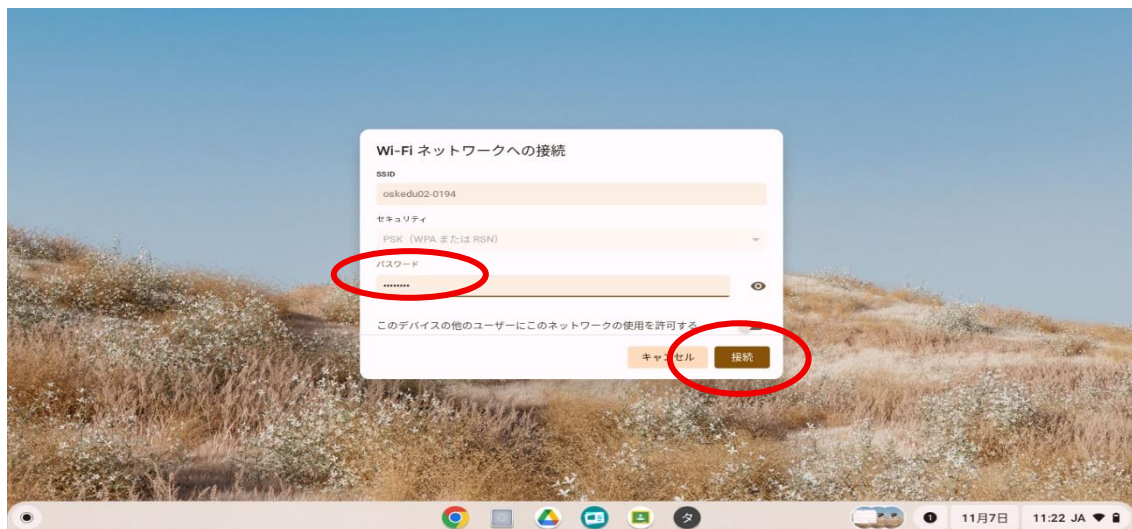 Wi-Fi ネットワークへの接続
SSID
oskedu02-0194
セキュリティ
PSK（WPA または RSN）
パスワード
••••••••
このデバイスの他のユーザーにこのネットワークの使用を許可する
キャンセル 接続
タ 1 11月7日 11:22 JA